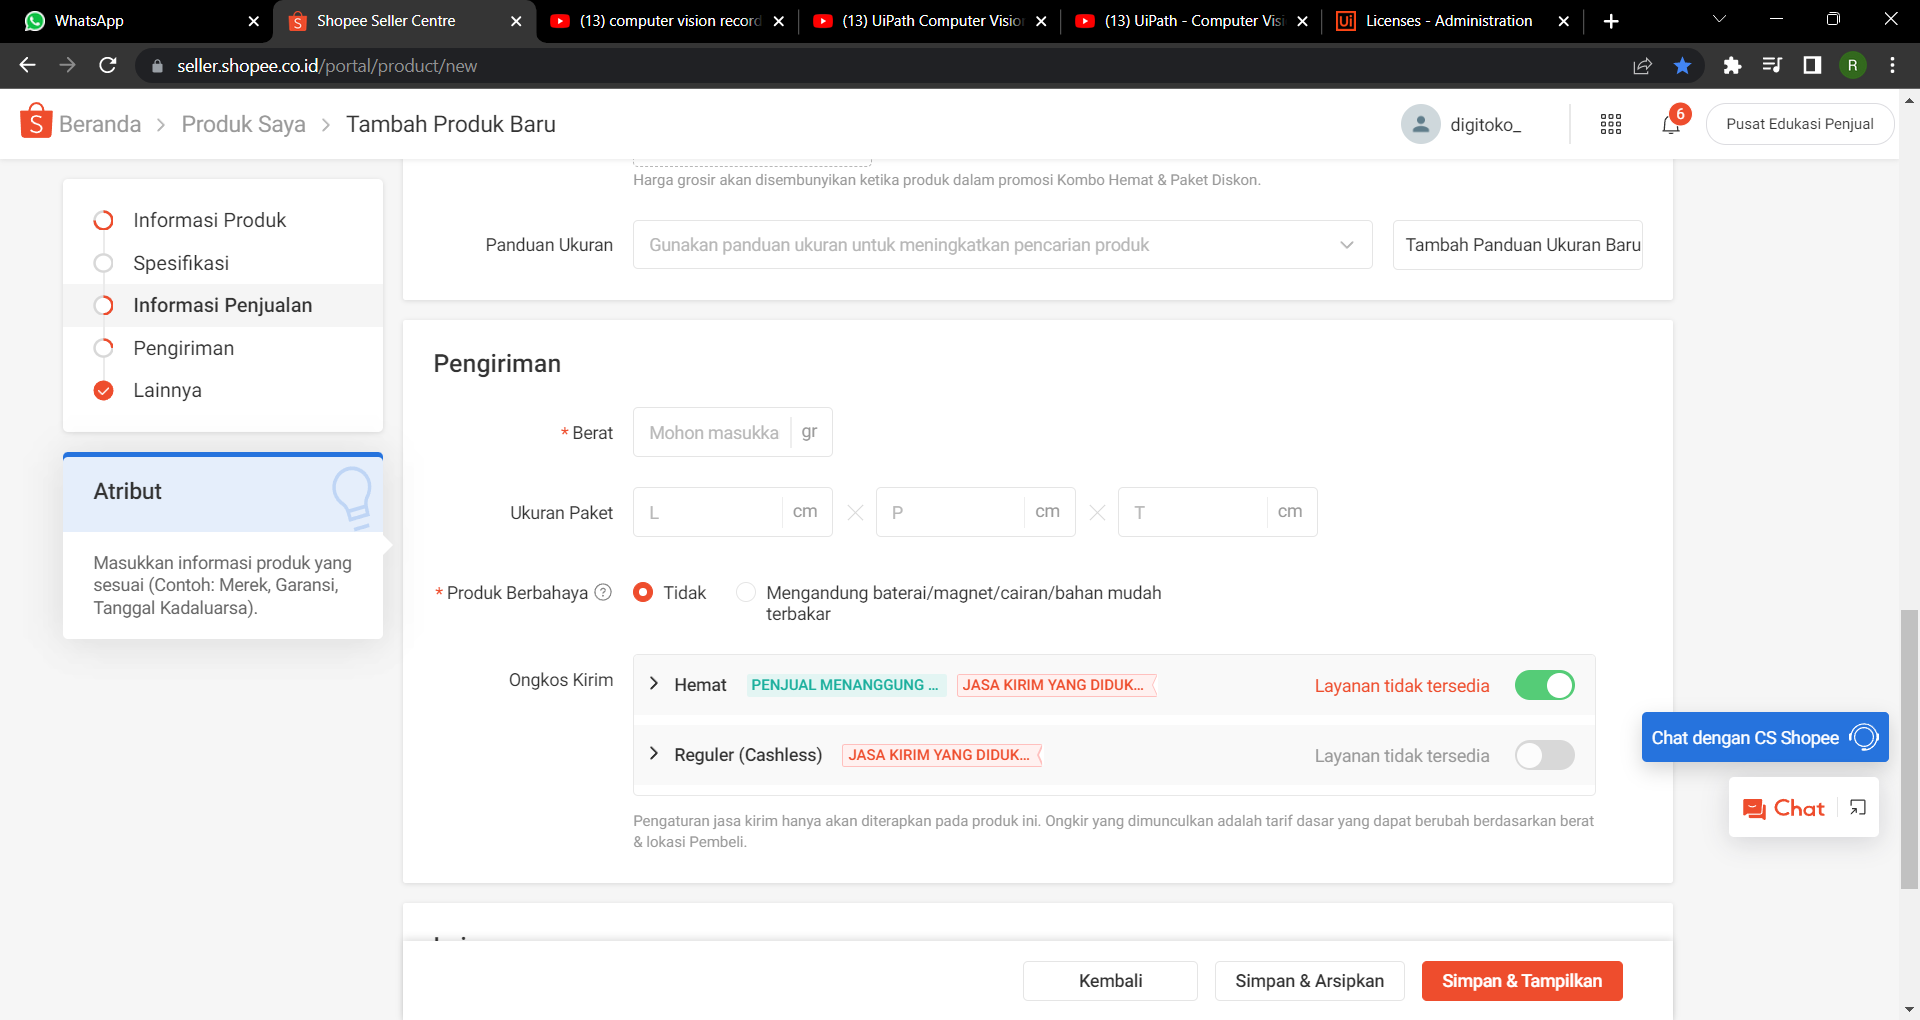 WhatsApp
Shopee Seller Centre
(13) computer vision record
(13) UiPath Computer Visio
(13) UiPath - Computer Vis
Ui Licenses - Administration
seller.shopee.co.id/portal/product/new
R
S Beranda > Produk Saya > Tambah Produk Baru
digitoko_
6
Pusat Edukasi Penjual
Informasi Produk
Spesifikasi
Informasi Penjualan
Pengiriman
Lainnya
Atribut
Masukkan informasi produk yang
sesuai (Contoh: Merek, Garansi,
Tanggal Kadaluarsa).
Harga grosir akan disembunyikan ketika produk dalam promosi Kombo Hemat & Paket Diskon.
Panduan Ukuran
Gunakan panduan ukuran untuk meningkatkan pencarian produk
Tambah Panduan Ukuran Baru
Pengiriman
* Berat
Mohon masukka
gr
Ukuran Paket
L cm
P cm
T cm
* Produk Berbahaya ?
Tidak
Mengandung baterai/magnet/cairan/bahan mudah
terbakar
Ongkos Kirim
Hemat PENJUAL MENANGGUNG ... JASA KIRIM YANG DIDUK... Layanan tidak tersedia
Reguler (Cashless) JASA KIRIM YANG DIDUK... Layanan tidak tersedia
Pengaturan jasa kirim hanya akan diterapkan pada produk ini. Ongkir yang dimunculkan adalah tarif dasar yang dapat berubah berdasarkan berat
& lokasi Pembeli.
Chat dengan CS Shopee
Chat
Kembali
Simpan & Arsipkan
Simpan & Tampilkan